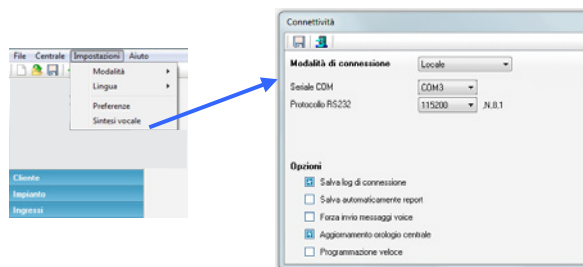 File Centrale Impostazioni Aiuto
Modalità
Lingua
Preferenze
Sintesi vocale
Cliente
Impianto
Ingressi
Connettività
Modalità di connessione Locale
Seriale COM COM3
Protocollo RS232 115200 ,N,8,1
Opzioni
Salva log di connessione
Salva automaticamente report
Forza invio messaggi voice
Aggiornamento orologio centrale
Programmazione veloce